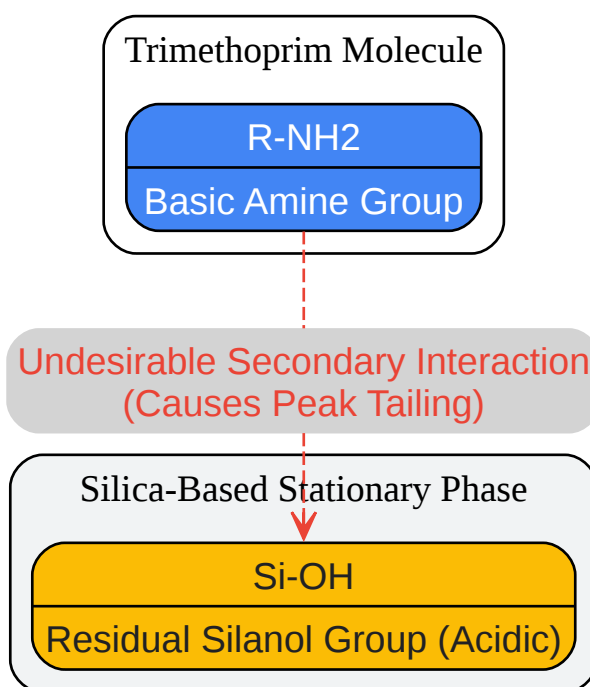 Trimethoprim Molecule
R-NH2
Basic Amine Group
Undesirable Secondary Interaction
(Causes Peak Tailing)
Silica-Based Stationary Phase
Si-OH
Residual Silanol Group (Acidic)